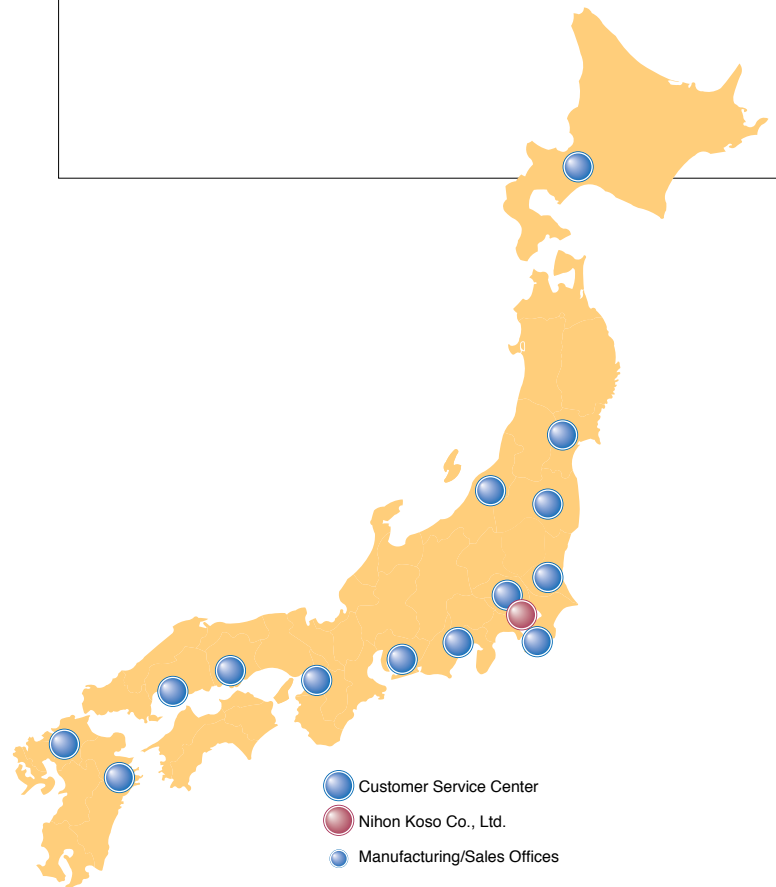 Customer Service Center
Nihon Koso Co., Ltd.
Manufacturing/Sales Offices